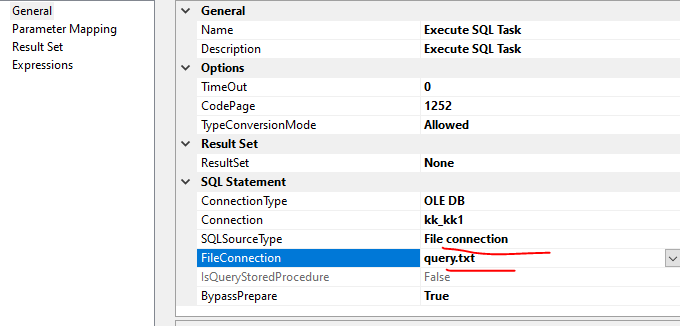 General
Parameter Mapping
Result Set
Expressions
General
Name Execute SQL Task
Description Execute SQL Task
Options
TimeOut 0
CodePage 1252
TypeConversionMode Allowed
Result Set
ResultSet None
SQL Statement
ConnectionType OLE DB
Connection kk_kk1
SQLSourceType File connection
FileConnection query.txt
IsQueryStoredProcedure False
BypassPrepare True